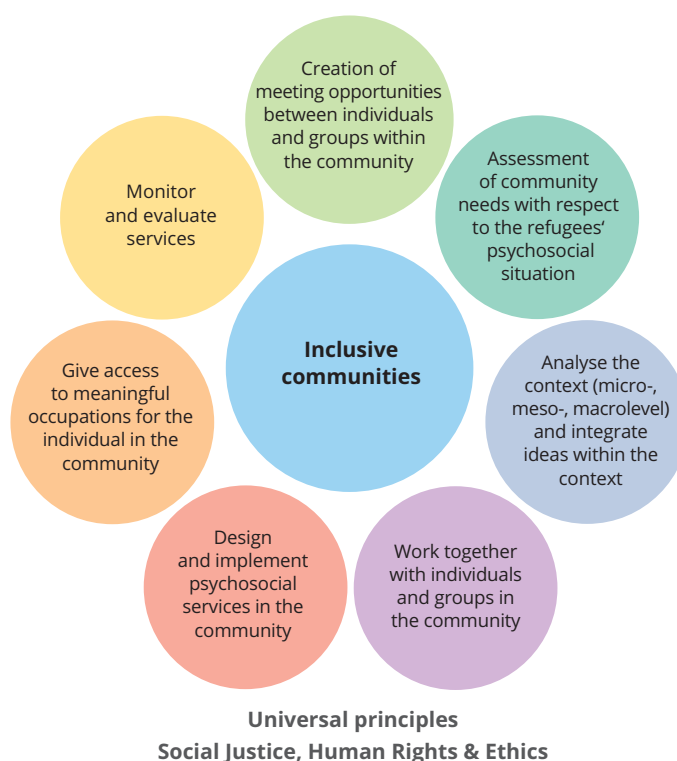 Creation of
meeting opportunities
between individuals
and groups within
the community
Assessment
of community
needs with respect
to the refugees‘
psychosocial
situation
Analyse the
context (micro-,
meso-, macrolevel)
and integrate
ideas within the
context
Work together
with individuals
and groups in
the community
Design
and implement
psychosocial
services in the
community
Give access
to meaningful
occupations for the
individual in the
community
Monitor
and evaluate
services
Inclusive
communities
Universal principles
Social Justice, Human Rights & Ethics